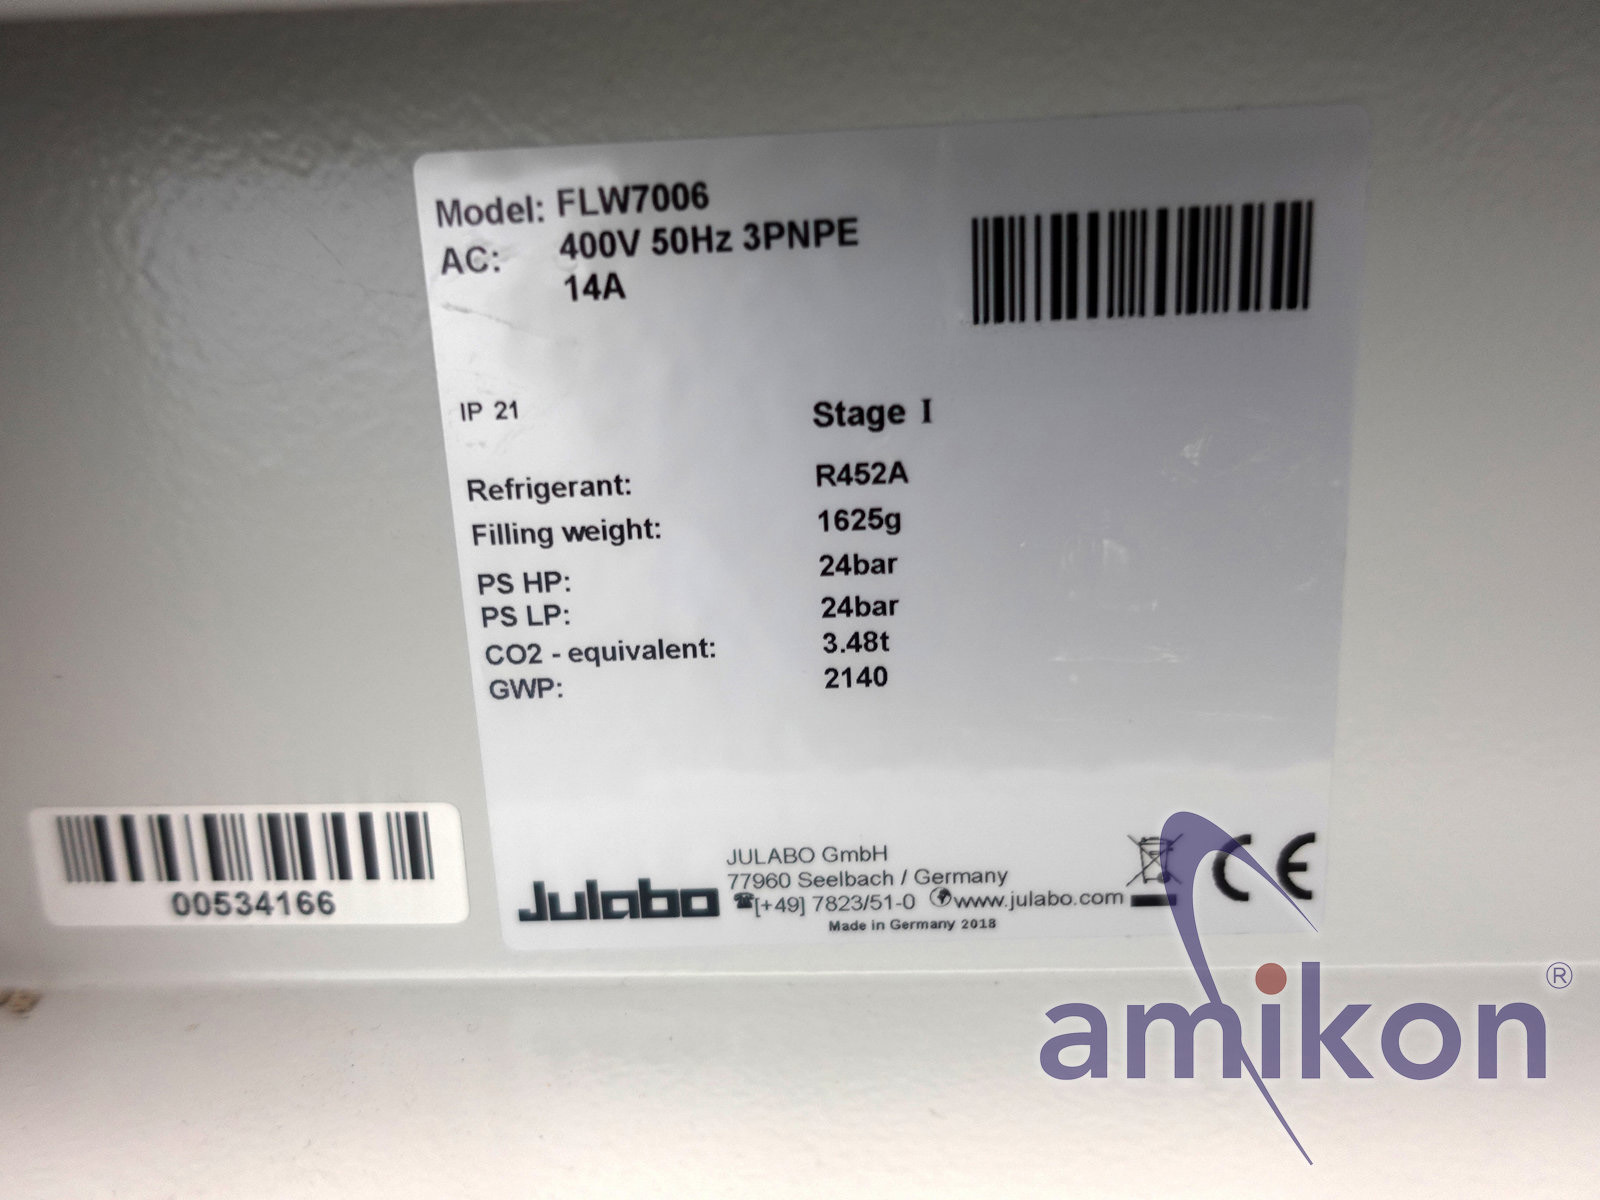 Model: FLW7006
AC: 400V 50Hz 3PNPE
14A
IP 21
Stage I
Refrigerant: R452A
Filling weight: 1625g
PS HP: 24bar
PS LP: 24bar
CO2 - equivalent: 3.48t
GWP: 2140
00534166
Julabo
JULABO GmbH
77960 Seelbach / Germany
☎[+49] 7823/51-0 www.julabo.com
Made in Germany 2018
CE
amikon®